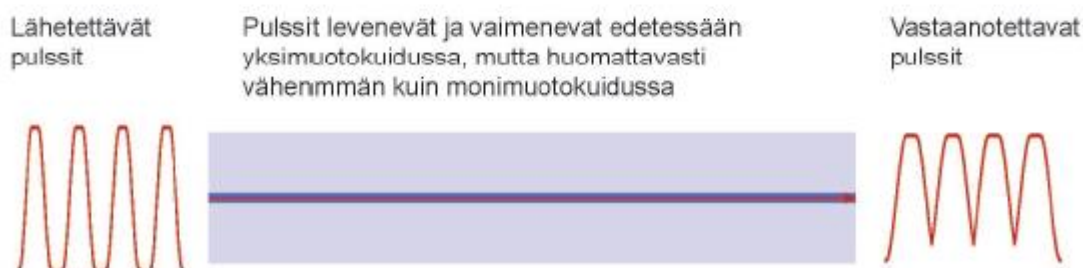 Lähetettävät
pulssit
Pulssit levenevät ja vaimenevat edetessään
yksimuotokuidussa, mutta huomattavasti
vähemmän kuin monimuotokuidussa
Vastaanotettavat
pulssit